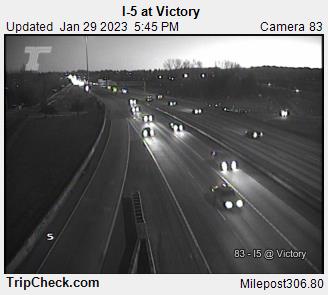 I-5 at Victory
Updated  Jan 29 2023  5:45 PM
Camera 83
T
S
83 - I5 @ Victory
TripCheck.com
Milepost306.80